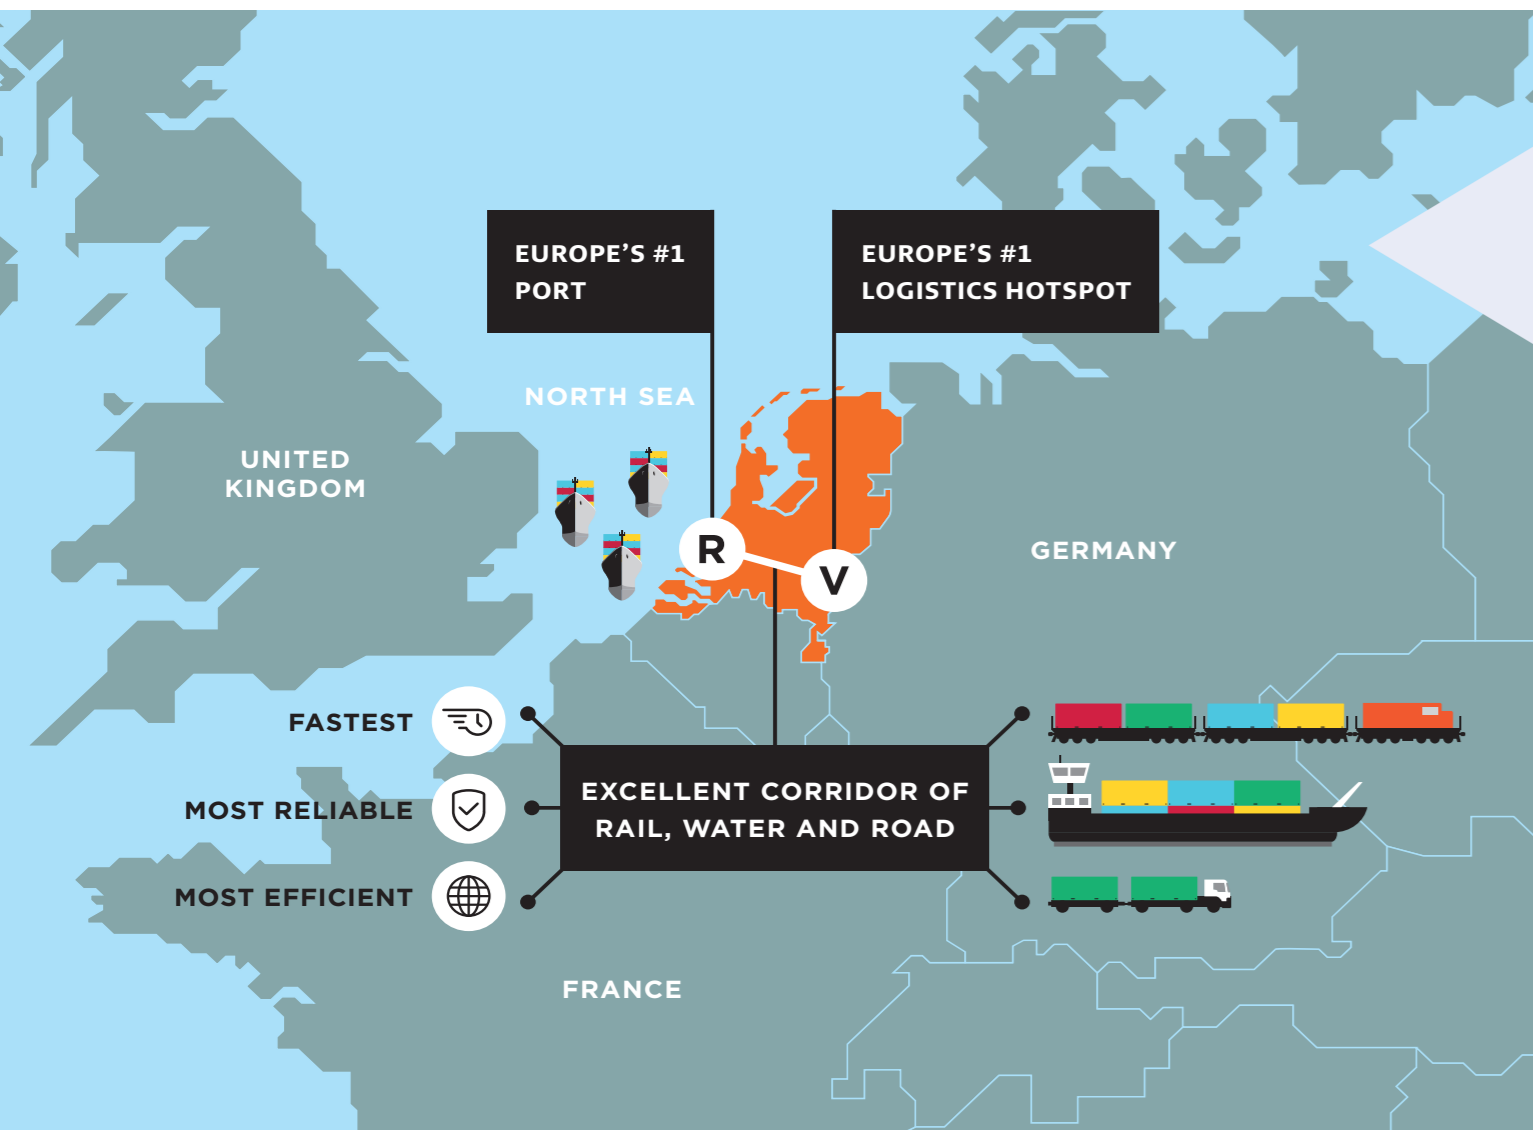 EUROPE'S #1
PORT
EUROPE'S #1
LOGISTICS HOTSPOT
NORTH SEA
UNITED
KINGDOM
R
V
GERMANY
FASTEST
MOST RELIABLE
MOST EFFICIENT
EXCELLENT CORRIDOR OF
RAIL, WATER AND ROAD
FRANCE